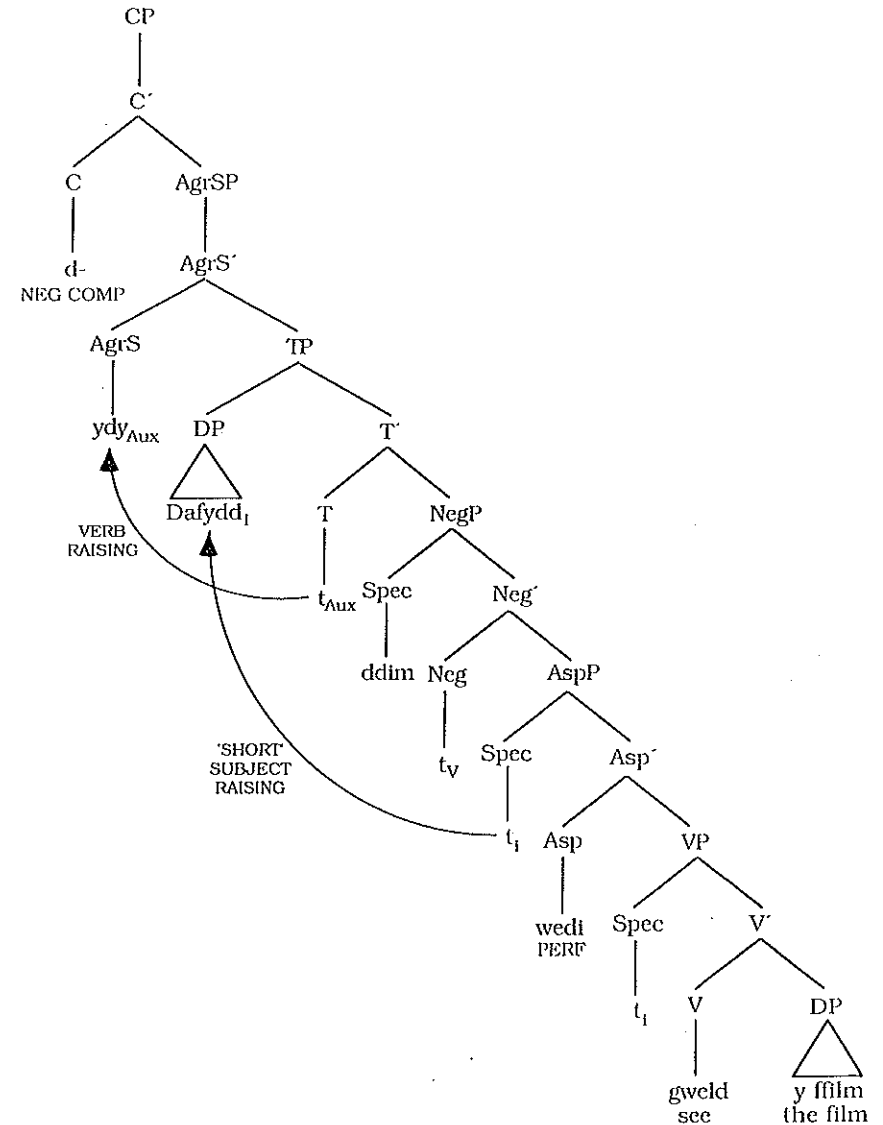 CP
C´
C AgrSP
d- AgrS´
NEG COMP
AgrS TP
ydyAux DP T´
Dafyddi T NegP
VERB
RAISING
tAux Spec Neg´
ddim Neg AspP
'SHORT'
SUBJECT
RAISING
tV Spec Asp´
ti Asp VP
wedi Spec V´
PERF
ti V DP
gweld y ffilm
see the film